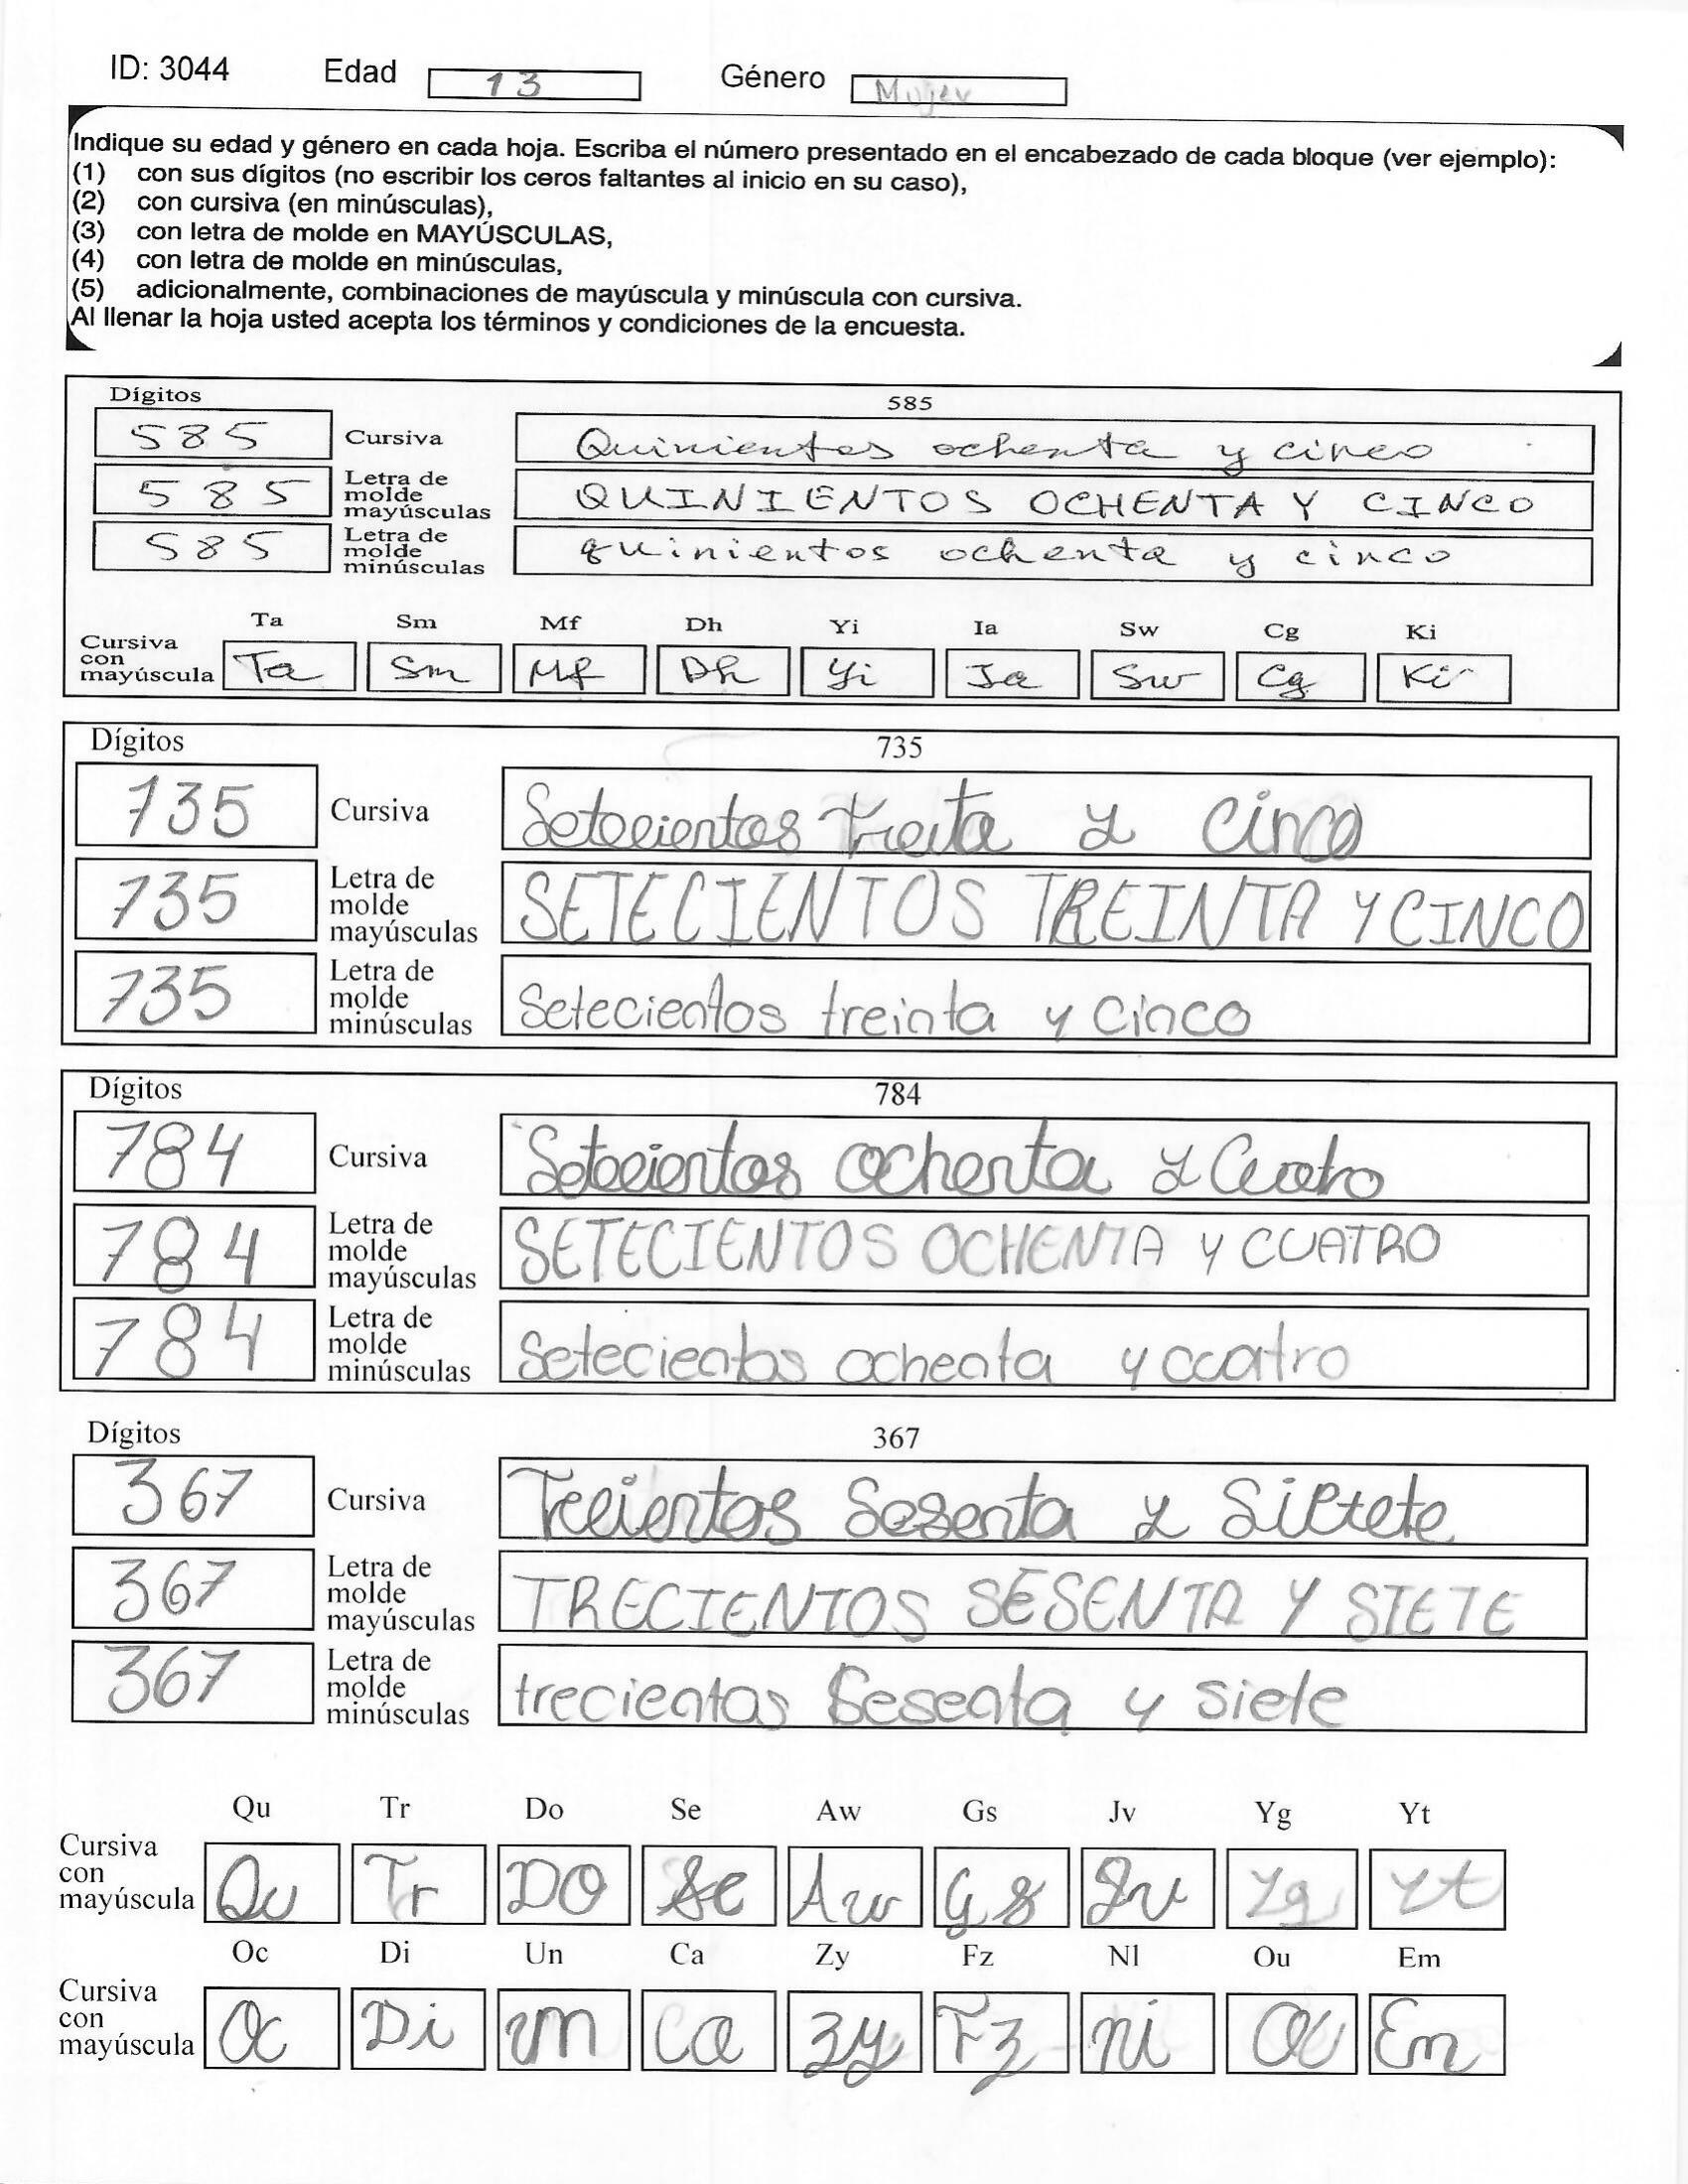 ID: 3044 Edad 13 Género Mujer
Indique su edad y género en cada hoja. Escriba el número presentado en el encabezado de cada bloque (ver ejemplo):
(1) con sus dígitos (no escribir los ceros faltantes al inicio en su caso),
(2) con cursiva (en minúsculas),
(3) con letra de molde en MAYÚSCULAS,
(4) con letra de molde en minúsculas,
(5) adicionalmente, combinaciones de mayúscula y minúscula con cursiva.
Al llenar la hoja usted acepta los términos y condiciones de la encuesta.
Dígitos 585
585 Cursiva Quinientos ochenta y cinco
585 Letra de molde mayúsculas QUINIENTOS OCHENTA Y CINCO
585 Letra de molde minúsculas quinientos ochenta y cinco
Ta Sm Mf Dh Yi Ia Sw Cg Ki
Cursiva con mayúscula Ta Sm Mf Dh Yi Ia Sw Cg Ki
Dígitos 735
735 Cursiva Setecientos treita y cinco
735 Letra de molde mayúsculas SETECIENTOS TREINTA Y CINCO
735 Letra de molde minúsculas Setecientos treinta y cinco
Dígitos 784
784 Cursiva Setecientos ochenta y
784 Letra de molde mayúsculas SETECIENTOS OCHENTA Y CUATRO
784 Letra de molde minúsculas Setecientos ochenta y cuatro
Dígitos 367
367 Cursiva Trecientos Sesenta y
367 Letra de molde mayúsculas TRECIENTOS SESENTA Y SIETE
367 Letra de molde minúsculas trecientos Sesenta y siete
Qu Tr Do Se Aw Gs Jv Yg Yt
Cursiva con mayúscula Qu Tr DO Se Aw Gs Jv Yg Yt
Oc Di Un Ca Zy Fz Nl Ou Em
Cursiva con mayúscula Oc Di Un Ca Zy Fz ni Ou Em